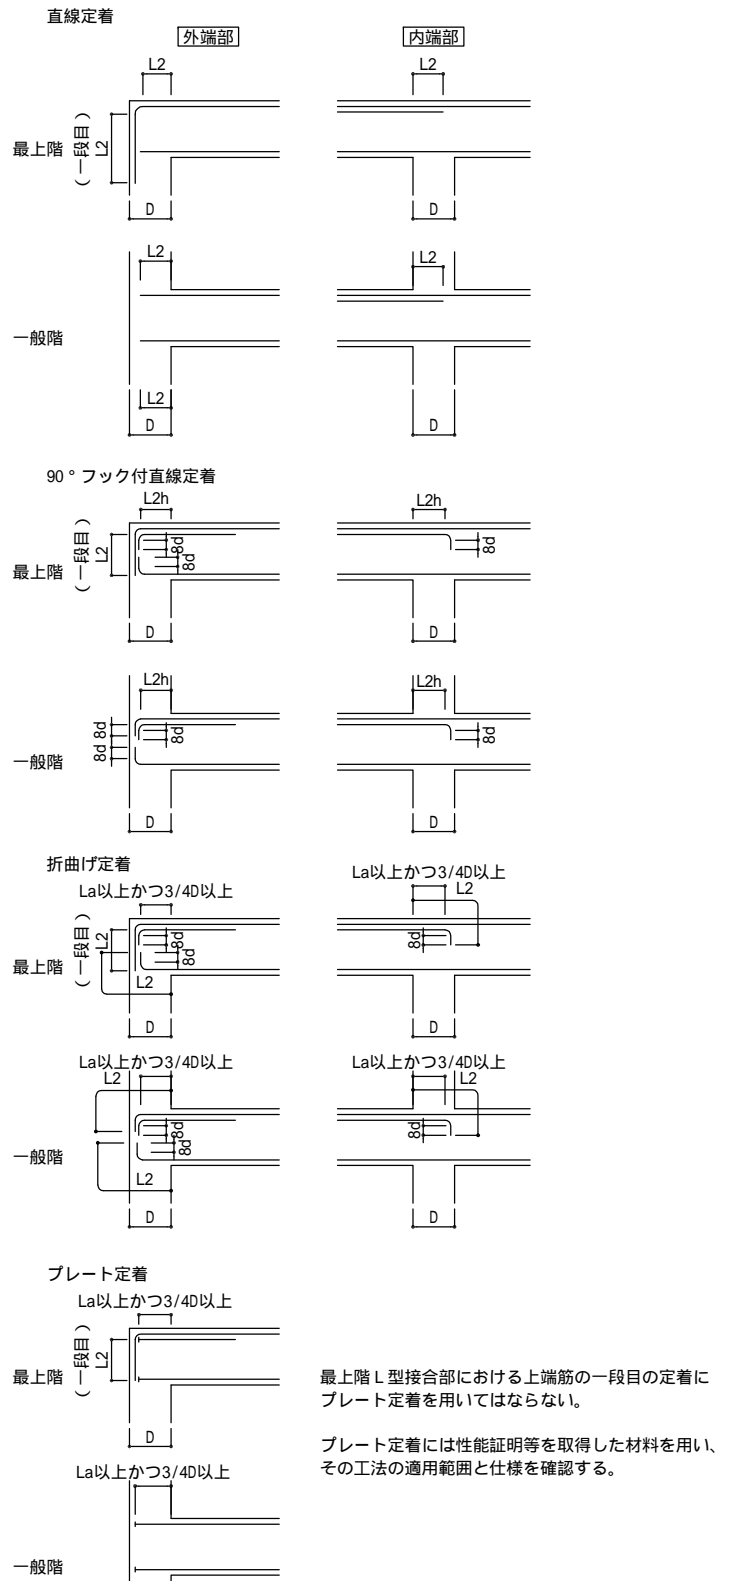 直線定着
外端部 内端部
L2 L2
最上階 (一段目) L2
D D
L2 L2
一般階
L2
D D
90°フック付直線定着
L2h L2h
最上階 (一段目) L2 8d 8d 8d
D D
L2h L2h
一般階 8d 8d 8d 8d
D D
折曲げ定着
La以上かつ3/4D以上 La以上かつ3/4D以上
L2
最上階 (一段目) L2 8d 8d 8d
L2
D D
La以上かつ3/4D以上 La以上かつ3/4D以上
L2 L2
一般階 8d 8d 8d
L2
D D
プレート定着
La以上かつ3/4D以上
最上階 (一段目) L2
D
最上階L型接合部における上端筋の一段目の定着に
プレート定着を用いてはならない。
プレート定着には性能証明等を取得した材料を用い、
その工法の適用範囲と仕様を確認する。
La以上かつ3/4D以上
一般階